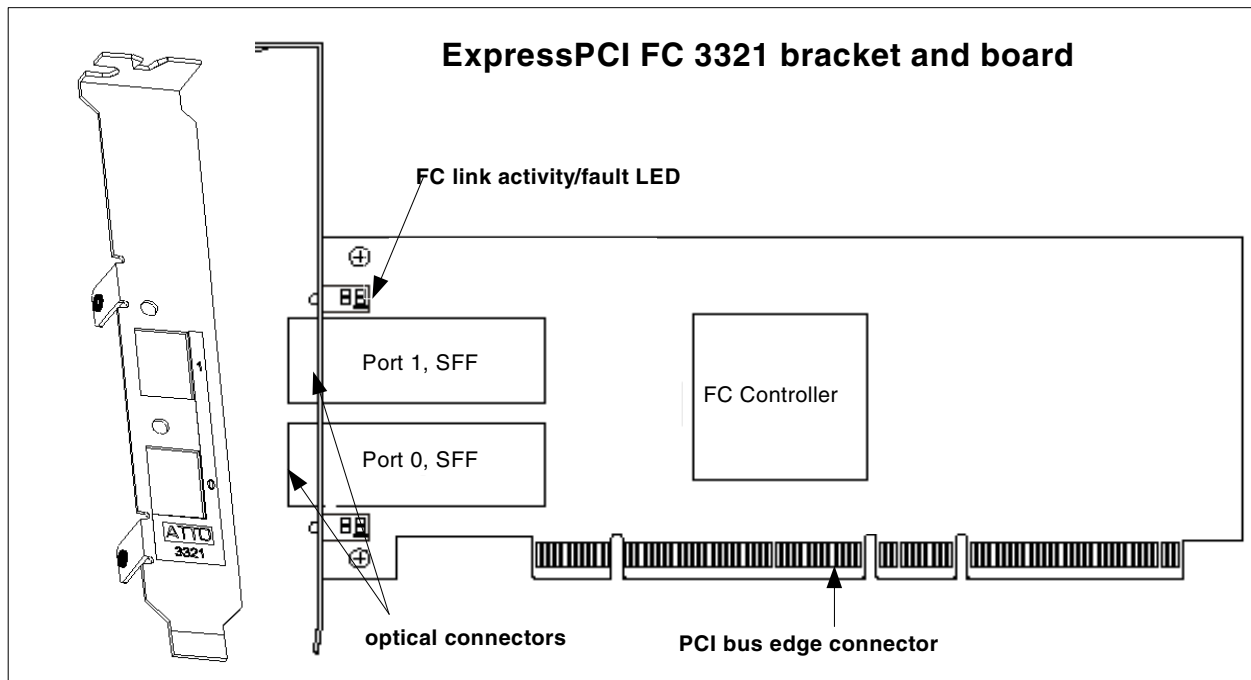 ExpressPCI FC 3321 bracket and board
FC link activity/fault LED
Port 1, SFF
FC Controller
Port 0, SFF
1
0
ATTO
3321
optical connectors
PCI bus edge connector